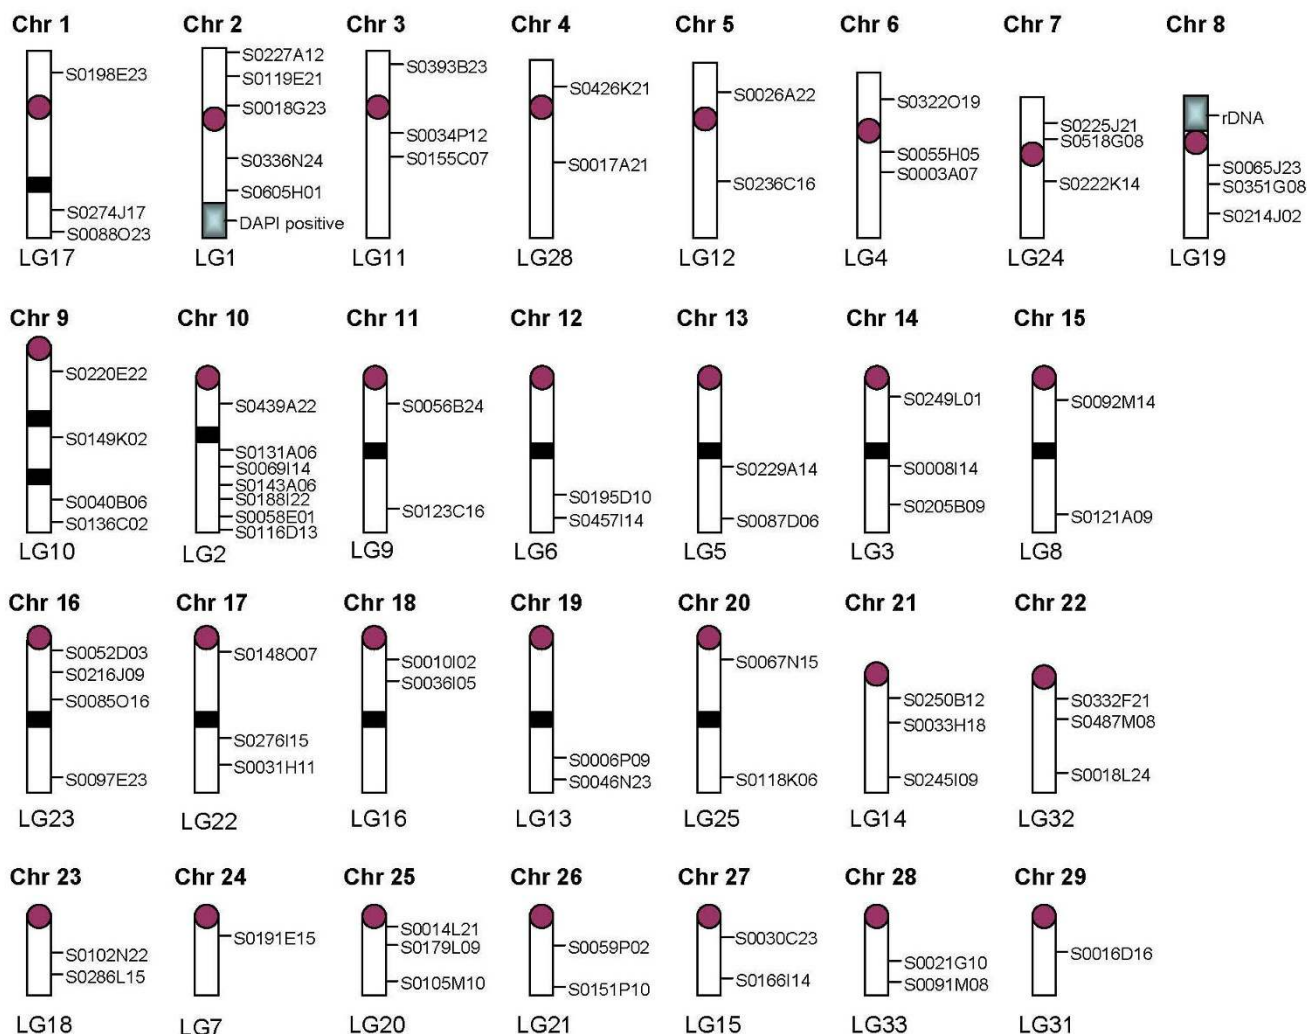 Chr 1
S0198E23
S0274J17
S0088O23
LG17
Chr 2
S0227A12
S0119E21
S0018G23
S0336N24
S0605H01
DAPI positive
LG1
Chr 3
S0393B23
S0034P12
S0155C07
LG11
Chr 4
S0426K21
S0017A21
LG28
Chr 5
S0026A22
S0236C16
LG12
Chr 6
S0322O19
S0055H05
S0003A07
LG4
Chr 7
S0225J21
S0518G08
S0222K14
LG24
Chr 8
rDNA
S0065J23
S0351G08
S0214J02
LG19
Chr 9
S0220E22
S0149K02
S0040B06
S0136C02
LG10
Chr 10
S0439A22
S0131A06
S0069I14
S0143A06
S0188I22
S0058E01
S0116D13
LG2
Chr 11
S0056B24
S0123C16
LG9
Chr 12
S0195D10
S0457I14
LG6
Chr 13
S0229A14
S0087D06
LG5
Chr 14
S0249L01
S0008I14
S0205B09
LG3
Chr 15
S0092M14
S0121A09
LG8
Chr 16
S0052D03
S0216J09
S0085O16
S0097E23
LG23
Chr 17
S0148O07
S0276I15
S0031H11
LG22
Chr 18
S0010I02
S0036I05
LG16
Chr 19
S0006P09
S0046N23
LG13
Chr 20
S0067N15
S0118K06
LG25
Chr 21
S0250B12
S0033H18
S0245I09
LG14
Chr 22
S0332F21
S0487M08
S0018L24
LG32
Chr 23
S0102N22
S0286L15
LG18
Chr 24
S0191E15
LG7
Chr 25
S0014L21
S0179L09
S0105M10
LG20
Chr 26
S0059P02
S0151P10
LG21
Chr 27
S0030C23
S0166I14
LG15
Chr 28
S0021G10
S0091M08
LG33
Chr 29
S0016D16
LG31